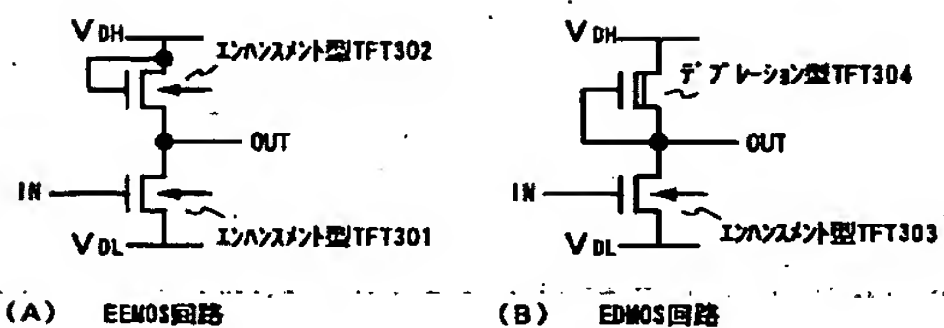 VDH
エンハンスメント型TFT302
OUT
IN
エンハンスメント型TFT301
VDL
(A) EEMOS回路
VDH
デプレーション型TFT304
OUT
IN
エンハンスメント型TFT303
VDL
(B) EDMOS回路